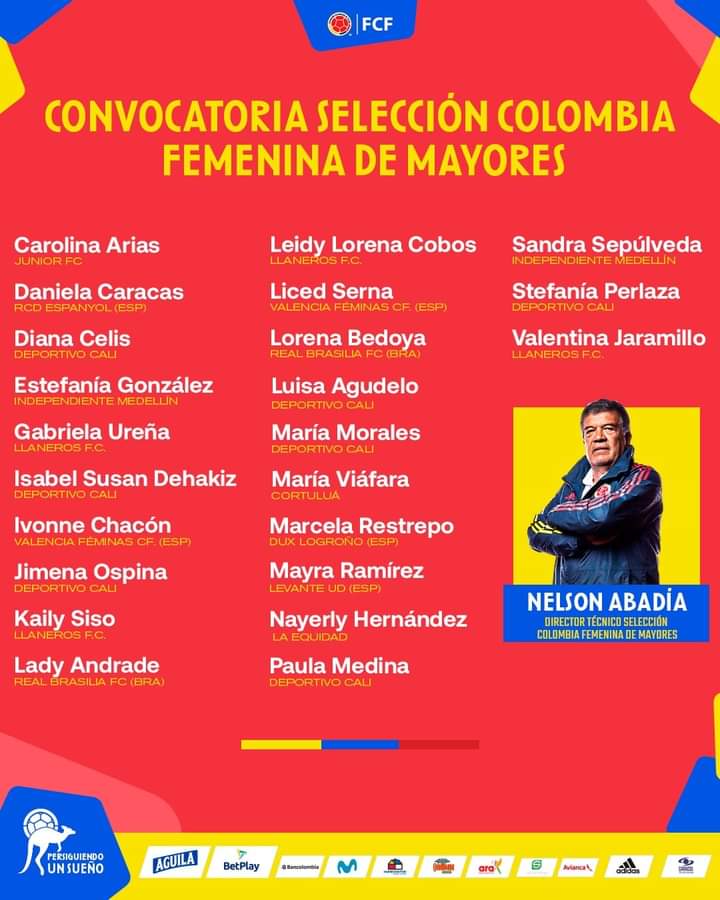 FCF
CONVOCATORIA SELECCIÓN COLOMBIA
FEMENINA DE MAYORES
Carolina Arias
JUNIOR FC
Daniela Caracas
RCD ESPANYOL (ESP)
Diana Celis
DEPORTIVO CALI
Estefanía González
INDEPENDIENTE MEDELLÍN
Gabriela Ureña
LLANEROS F.C.
Isabel Susan Dehakiz
DEPORTIVO CALI
Ivonne Chacón
VALENCIA FÉMINAS CF. (ESP)
Jimena Ospina
DEPORTIVO CALI
Kaily Siso
LLANEROS F.C.
Lady Andrade
REAL BRASILIA FC (BRA)
Leidy Lorena Cobos
LLANEROS F.C.
Liced Serna
VALENCIA FÉMINAS CF. (ESP)
Lorena Bedoya
REAL BRASILIA FC (BRA)
Luisa Agudelo
DEPORTIVO CALI
María Morales
DEPORTIVO CALI
María Viáfara
CORTULUÁ
Marcela Restrepo
DUX LOGROÑO (ESP)
Mayra Ramírez
LEVANTE UD (ESP)
Nayerly Hernández
LA EQUIDAD
Paula Medina
DEPORTIVO CALI
Sandra Sepúlveda
INDEPENDIENTE MEDELLÍN
Stefanía Perlaza
DEPORTIVO CALI
Valentina Jaramillo
LLANEROS F.C.
NELSON ABADÍA
DIRECTOR TÉCNICO SELECCIÓN
COLOMBIA FEMENINA DE MAYORES
PERSIGUIENDO
UN SUEÑO
AGUILA
BetPlay
Bancolombia
ara
Avianca
adidas